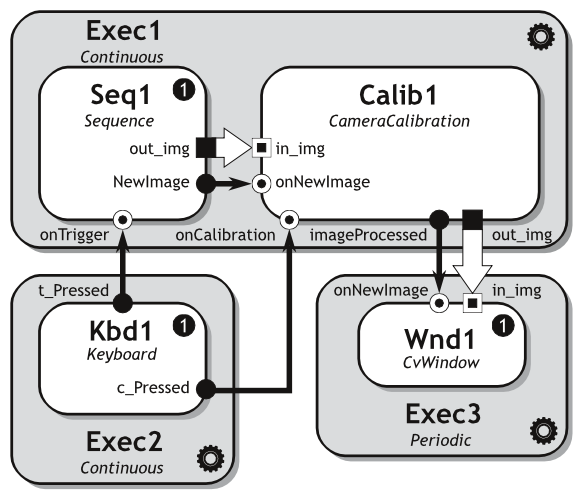 Exec1
Continuous
Seq1
1
Sequence
Calib1
CameraCalibration
out_img
in_img
NewImage
onNewImage
onTrigger
onCalibration
imageProcessed
out_img
t_Pressed
Kbd1
1
Keyboard
c_Pressed
Exec2
Continuous
onNewImage
in_img
Wnd1
1
CvWindow
Exec3
Periodic